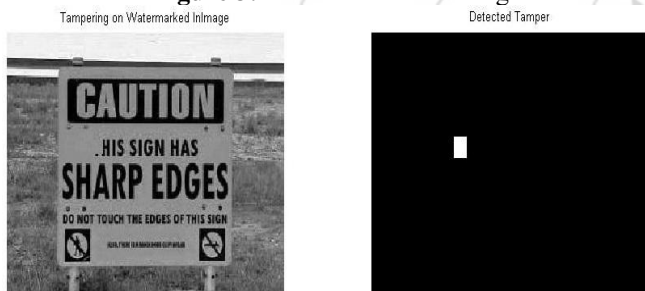 Tampering on Watermarked InImage
Detected Tamper
CAUTION
.HIS SIGN HAS
SHARP EDGES
DO NOT TOUCH THE EDGES OF THIS SIGN